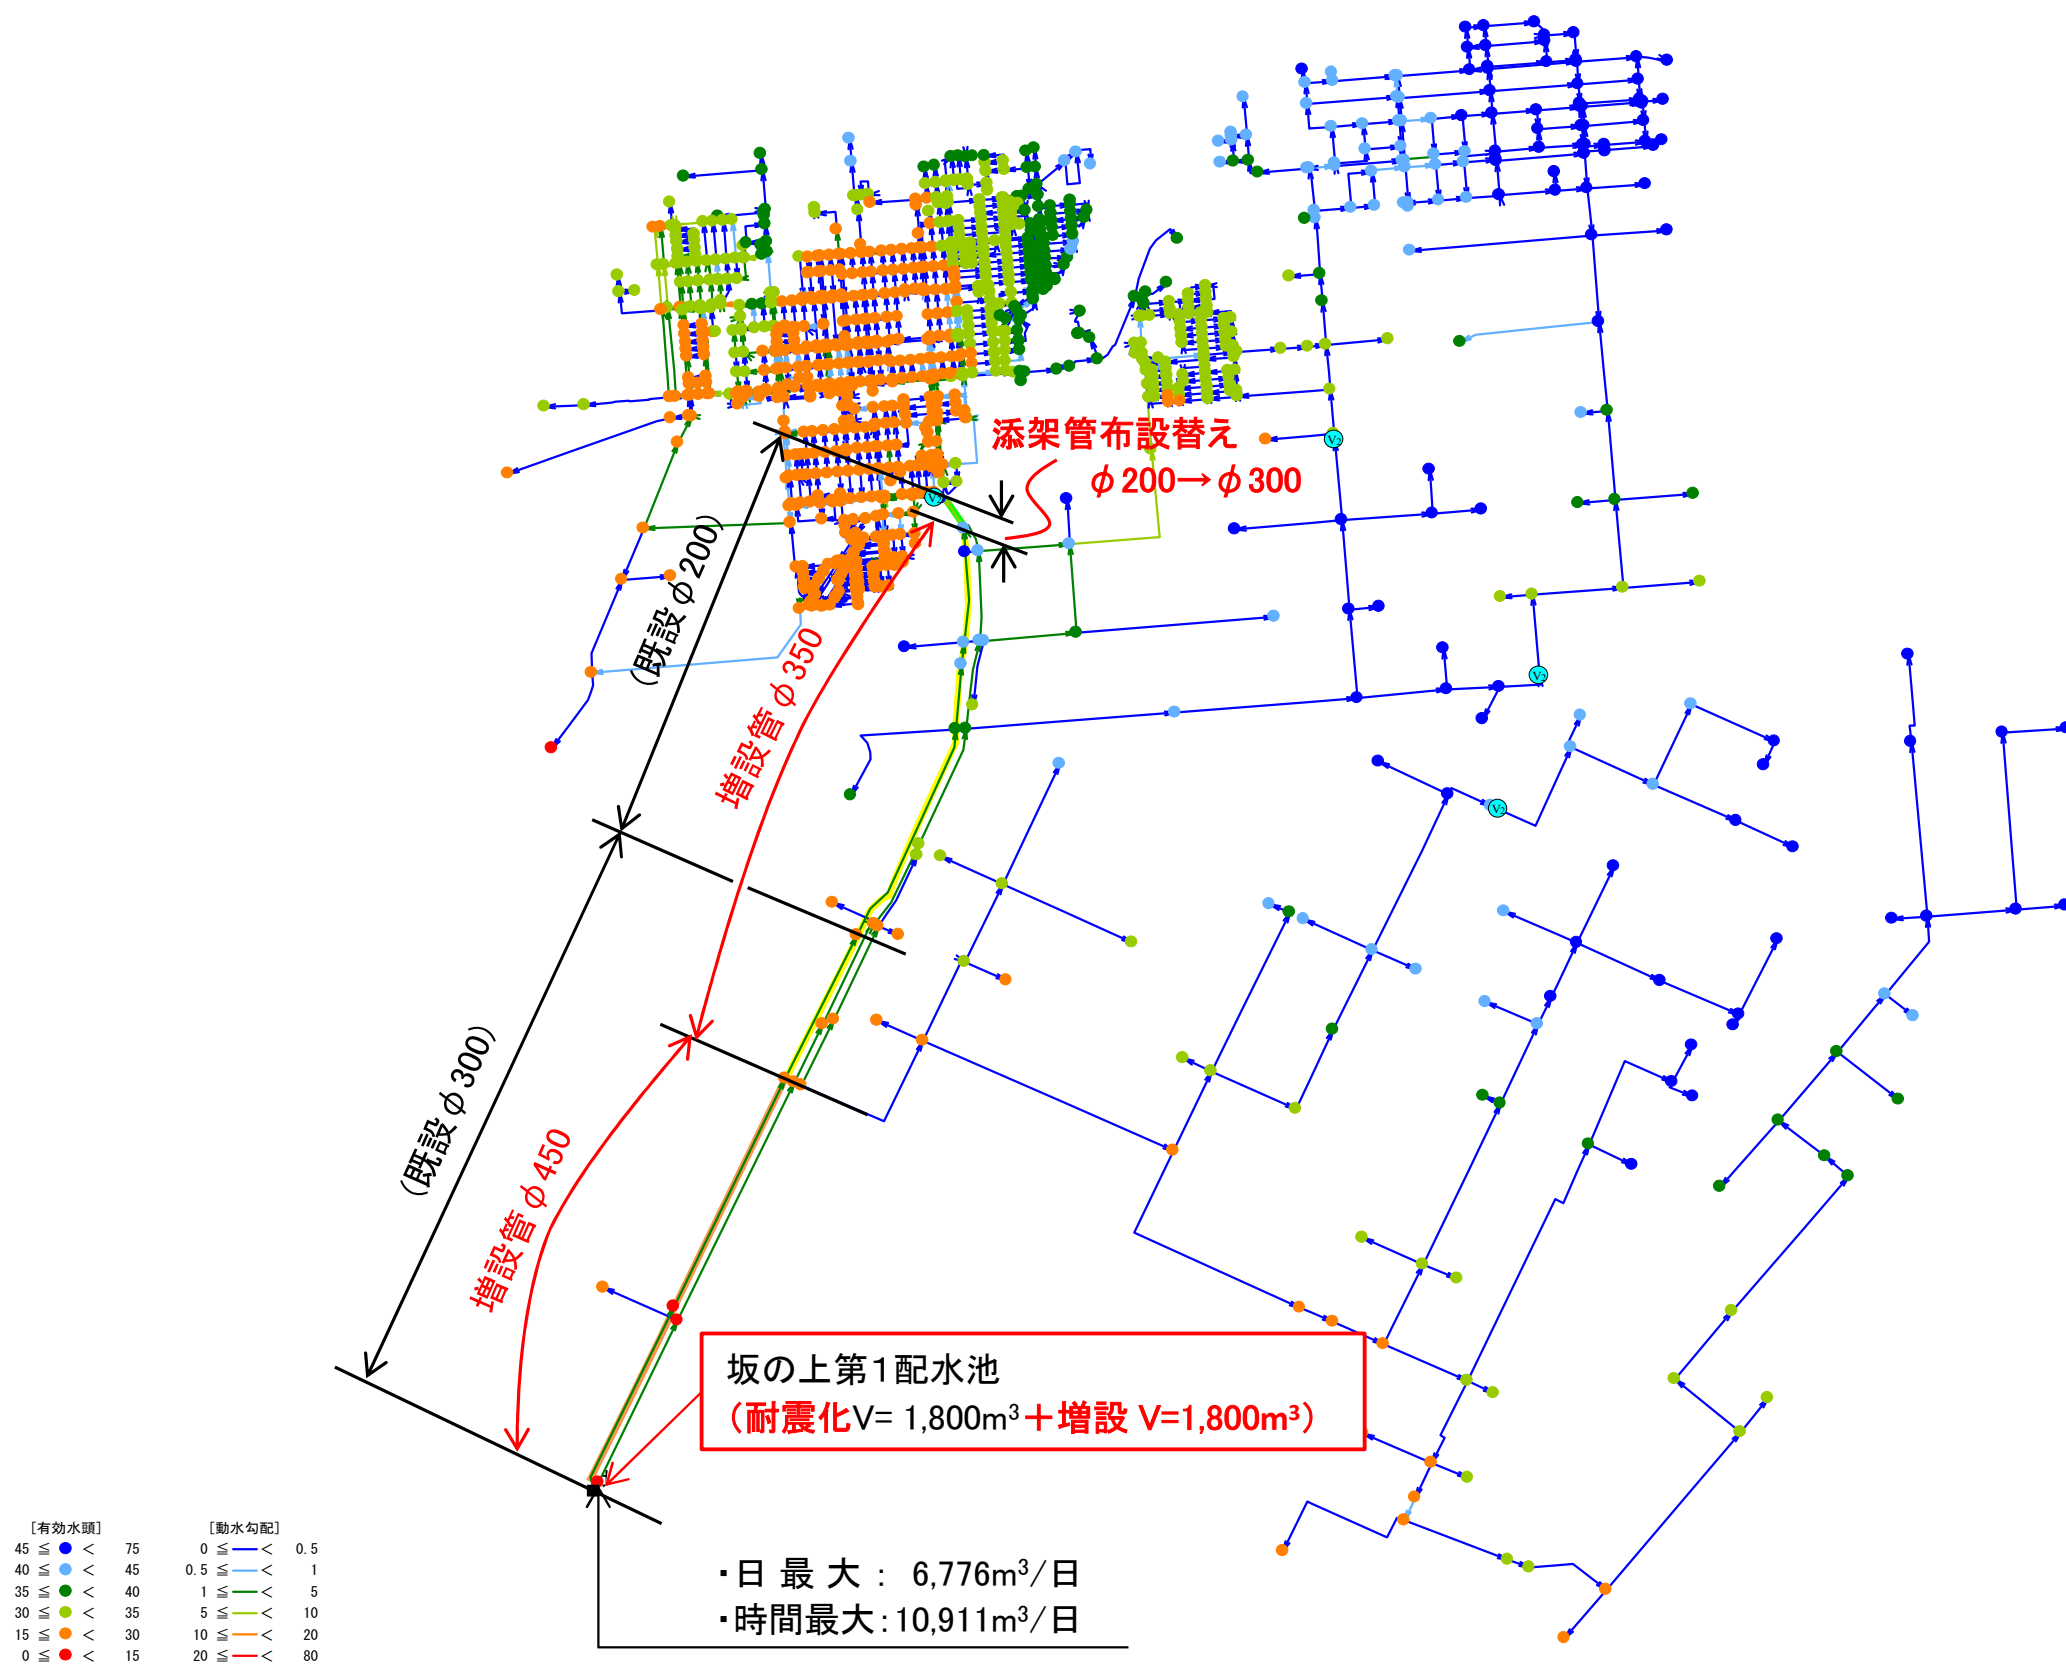 添架管布設替え
φ200→φ300
V2
V2
V2
V2
（既設φ200）
増設管φ350
（既設φ300）
増設管φ450
坂の上第１配水池
（耐震化V= 1,800m³＋増設 V=1,800m³）
・日 最 大 : 6,776m³/日
・時間最大:10,911m³/日
[有効水頭] [動水勾配]
45 ≦ < 75 0 ≦ < 0.5
40 ≦ < 45 0.5 ≦ < 1
35 ≦ < 40 1 ≦ < 5
30 ≦ < 35 5 ≦ < 10
15 ≦ < 30 10 ≦ < 20
0 ≦ < 15 20 ≦ < 80